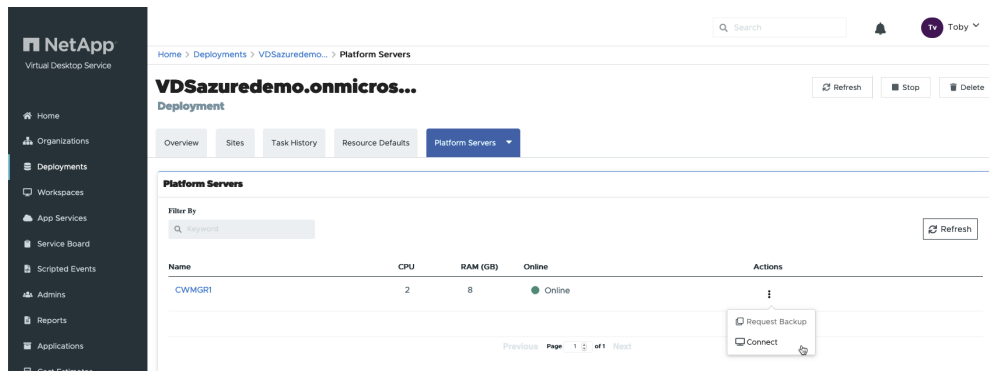 NetApp
Virtual Desktop Service
Search
Tv Toby
Home > Deployments > VDSazuredemo... > Platform Servers
VDSazuredemo.onmicros...
Deployment
Refresh Stop Delete
Home
Organizations
Deployments
Workspaces
App Services
Service Board
Scripted Events
Admins
Reports
Applications
Cost Estimator
Overview Sites Task History Resource Defaults Platform Servers
Platform Servers
Filter By
Keyword
Refresh
Name CPU RAM (GB) Online Actions
CWMGR1 2 8 Online
Request Backup
Connect
Previous Page 1 of 1 Next